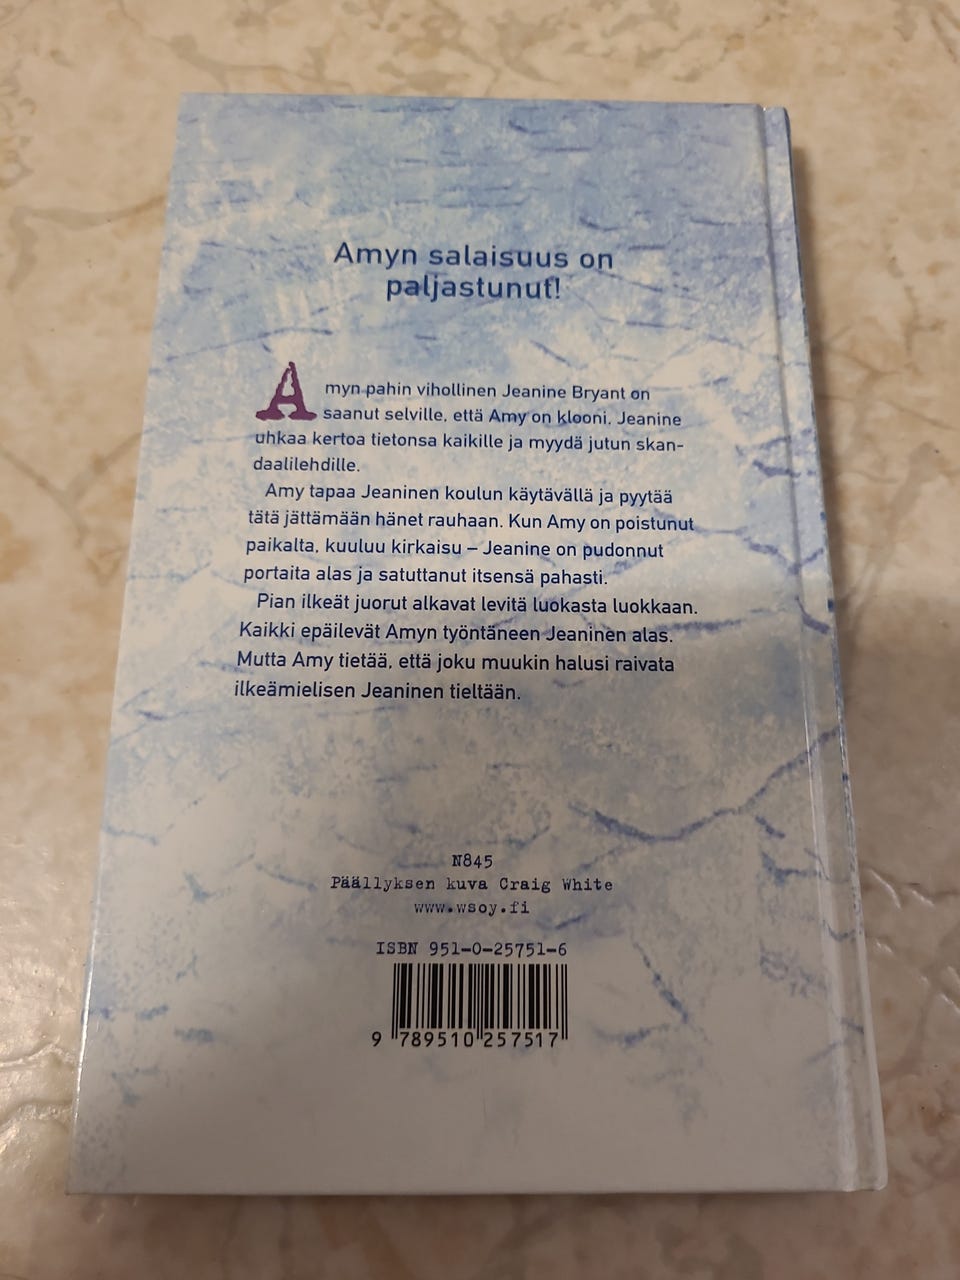 Amyn salaisuus on
paljastunut!
Amyn pahin vihollinen Jeanine Bryant on
saanut selville, että Amy on klooni. Jeanine
uhkaa kertoa tietonsa kaikille ja myydä jutun skan-
daalilehdille.
Amy tapaa Jeaninen koulun käytävällä ja pyytää
tätä jättämään hänet rauhaan. Kun Amy on poistunut
paikalta, kuuluu kirkaisu – Jeanine on pudonnut
portaita alas ja satuttanut itsensä pahasti.
Pian ilkeät juorut alkavat levitä luokasta luokkaan.
Kaikki epäilevät Amyn työntäneen Jeaninen alas.
Mutta Amy tietää, että joku muukin halusi raivata
ilkeämielisen Jeaninen tieltään.
N845
Päällyksen kuva Craig White
www.wsoy.fi
ISBN 951-0-25751-6
9 789510 257517